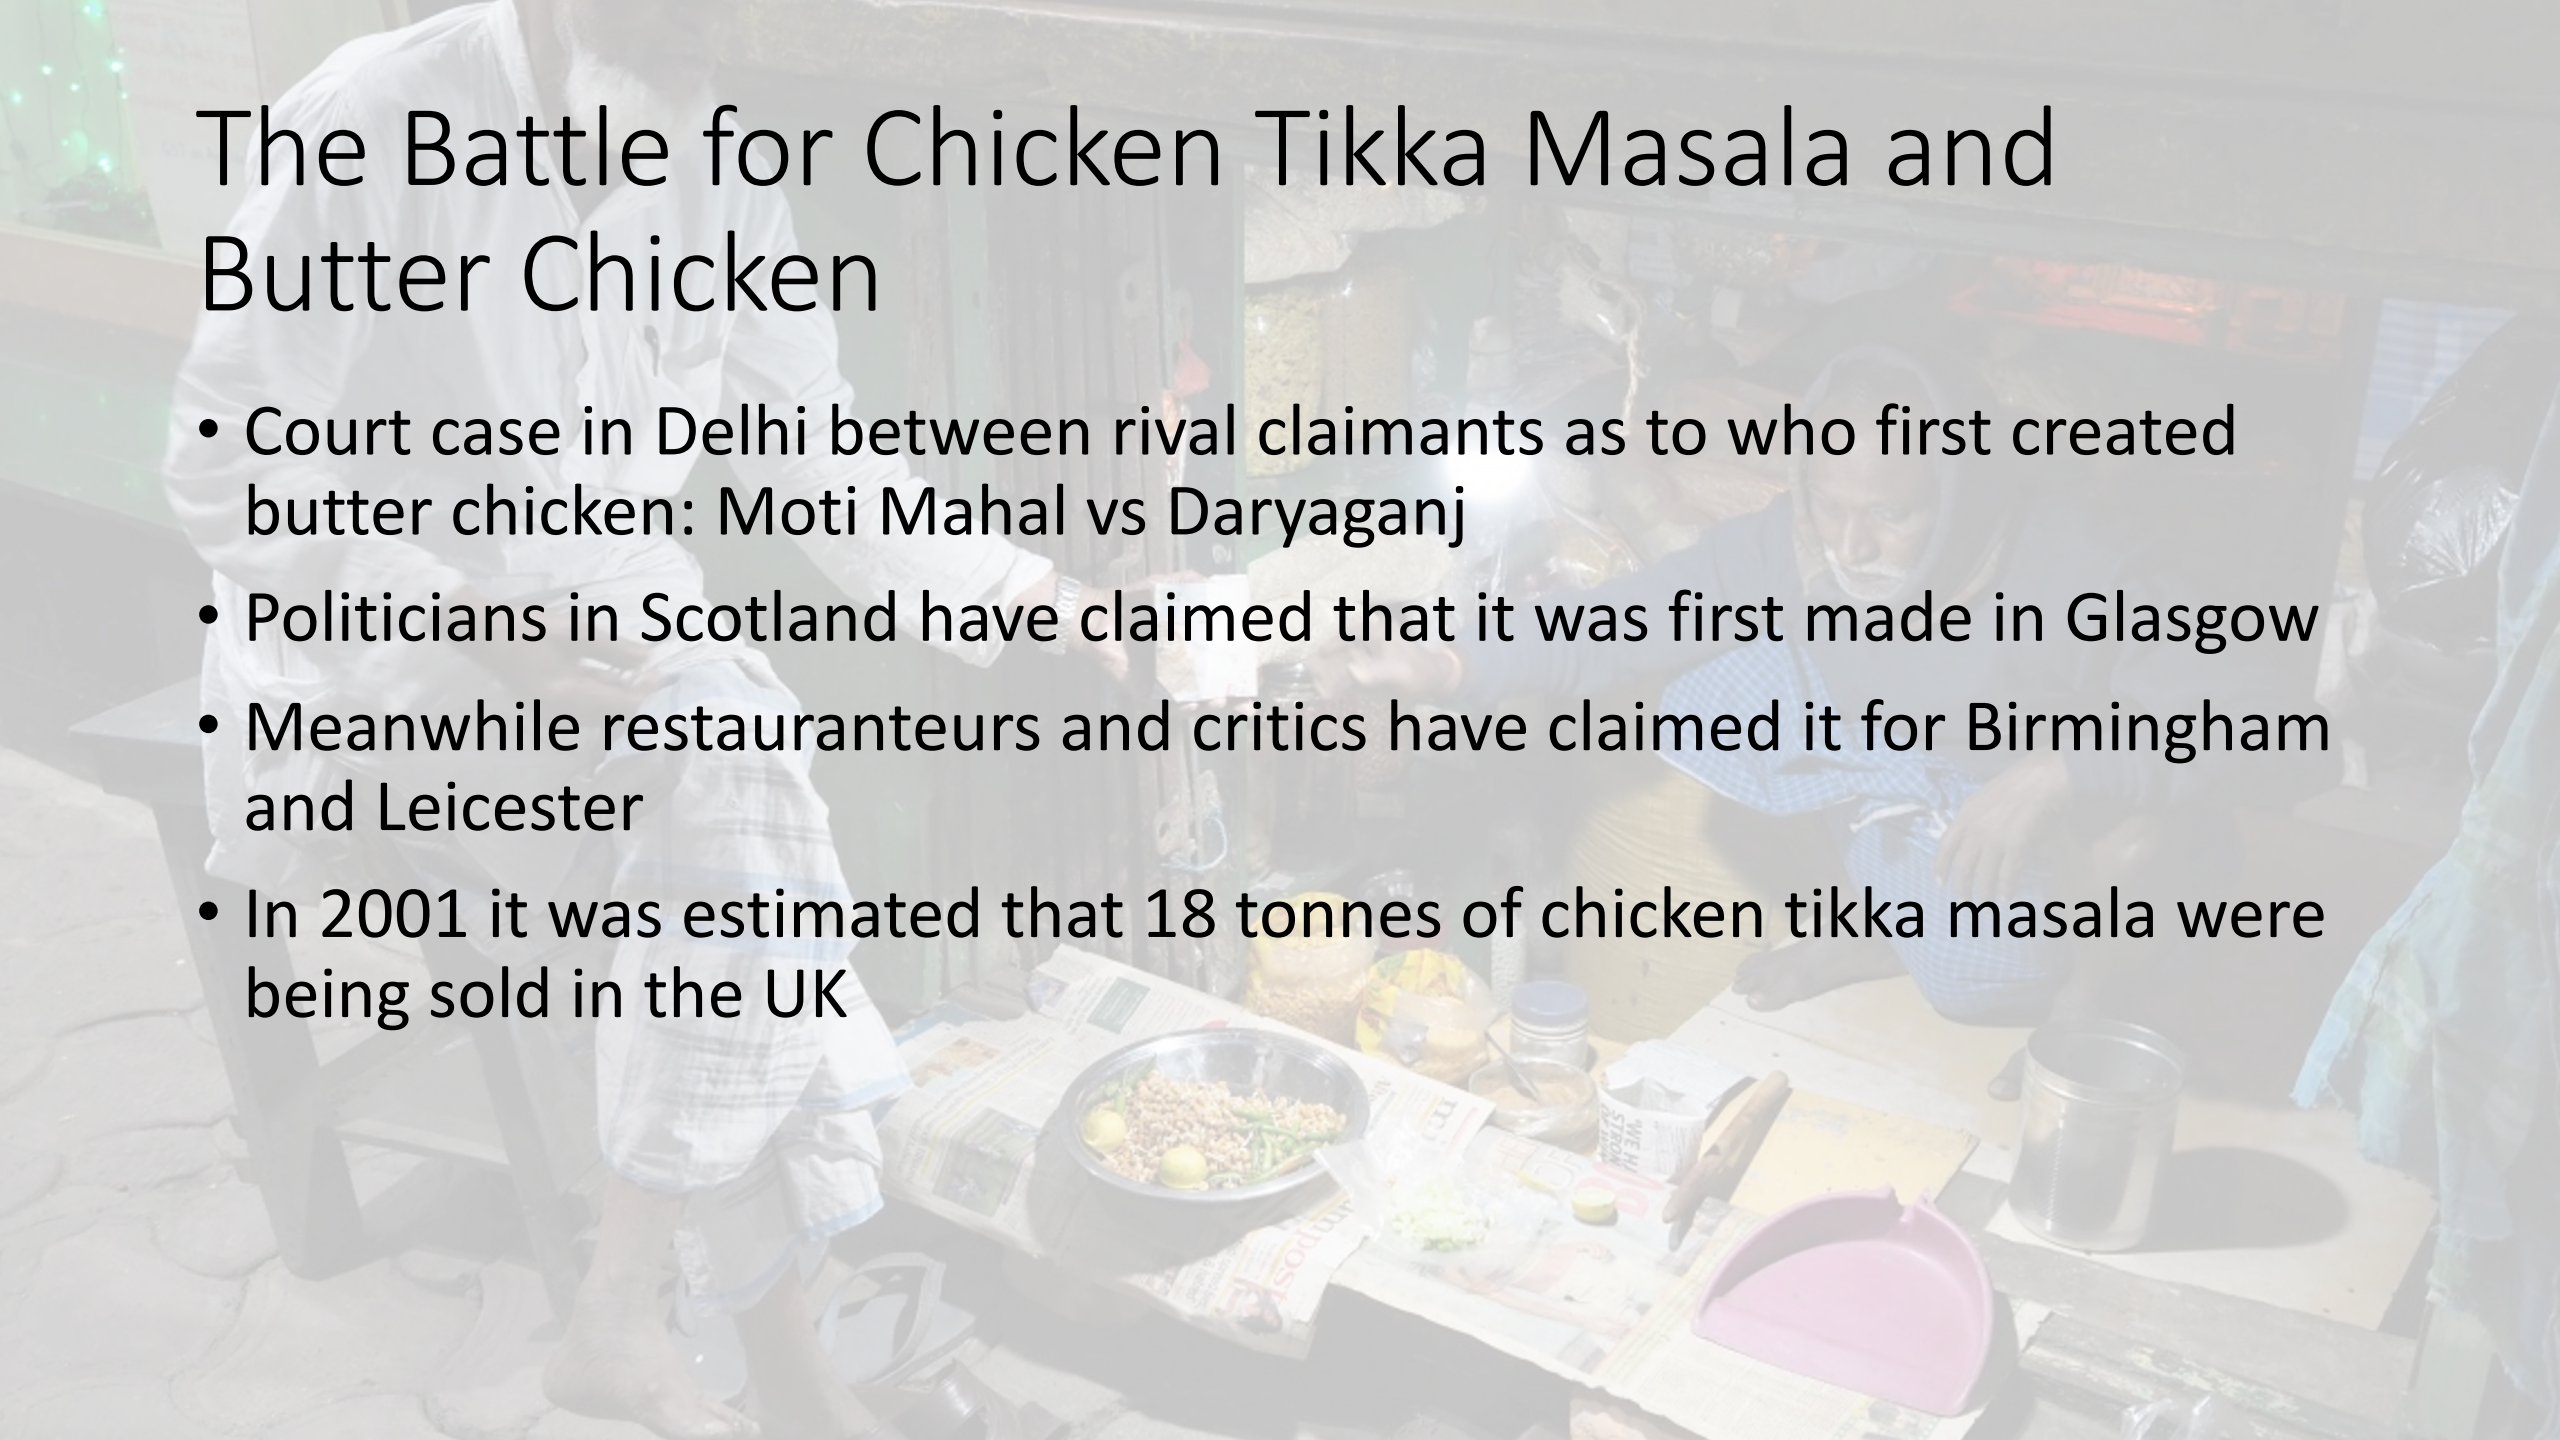 The Battle for Chicken Tikka Masala and
Butter Chicken
• Court case in Delhi between rival claimants as to who first created
butter chicken: Moti Mahal vs Daryaganj
• Politicians in Scotland have claimed that it was first made in Glasgow
• Meanwhile restauranteurs and critics have claimed it for Birmingham
and Leicester
• In 2001 it was estimated that 18 tonnes of chicken tikka masala were
being sold in the UK